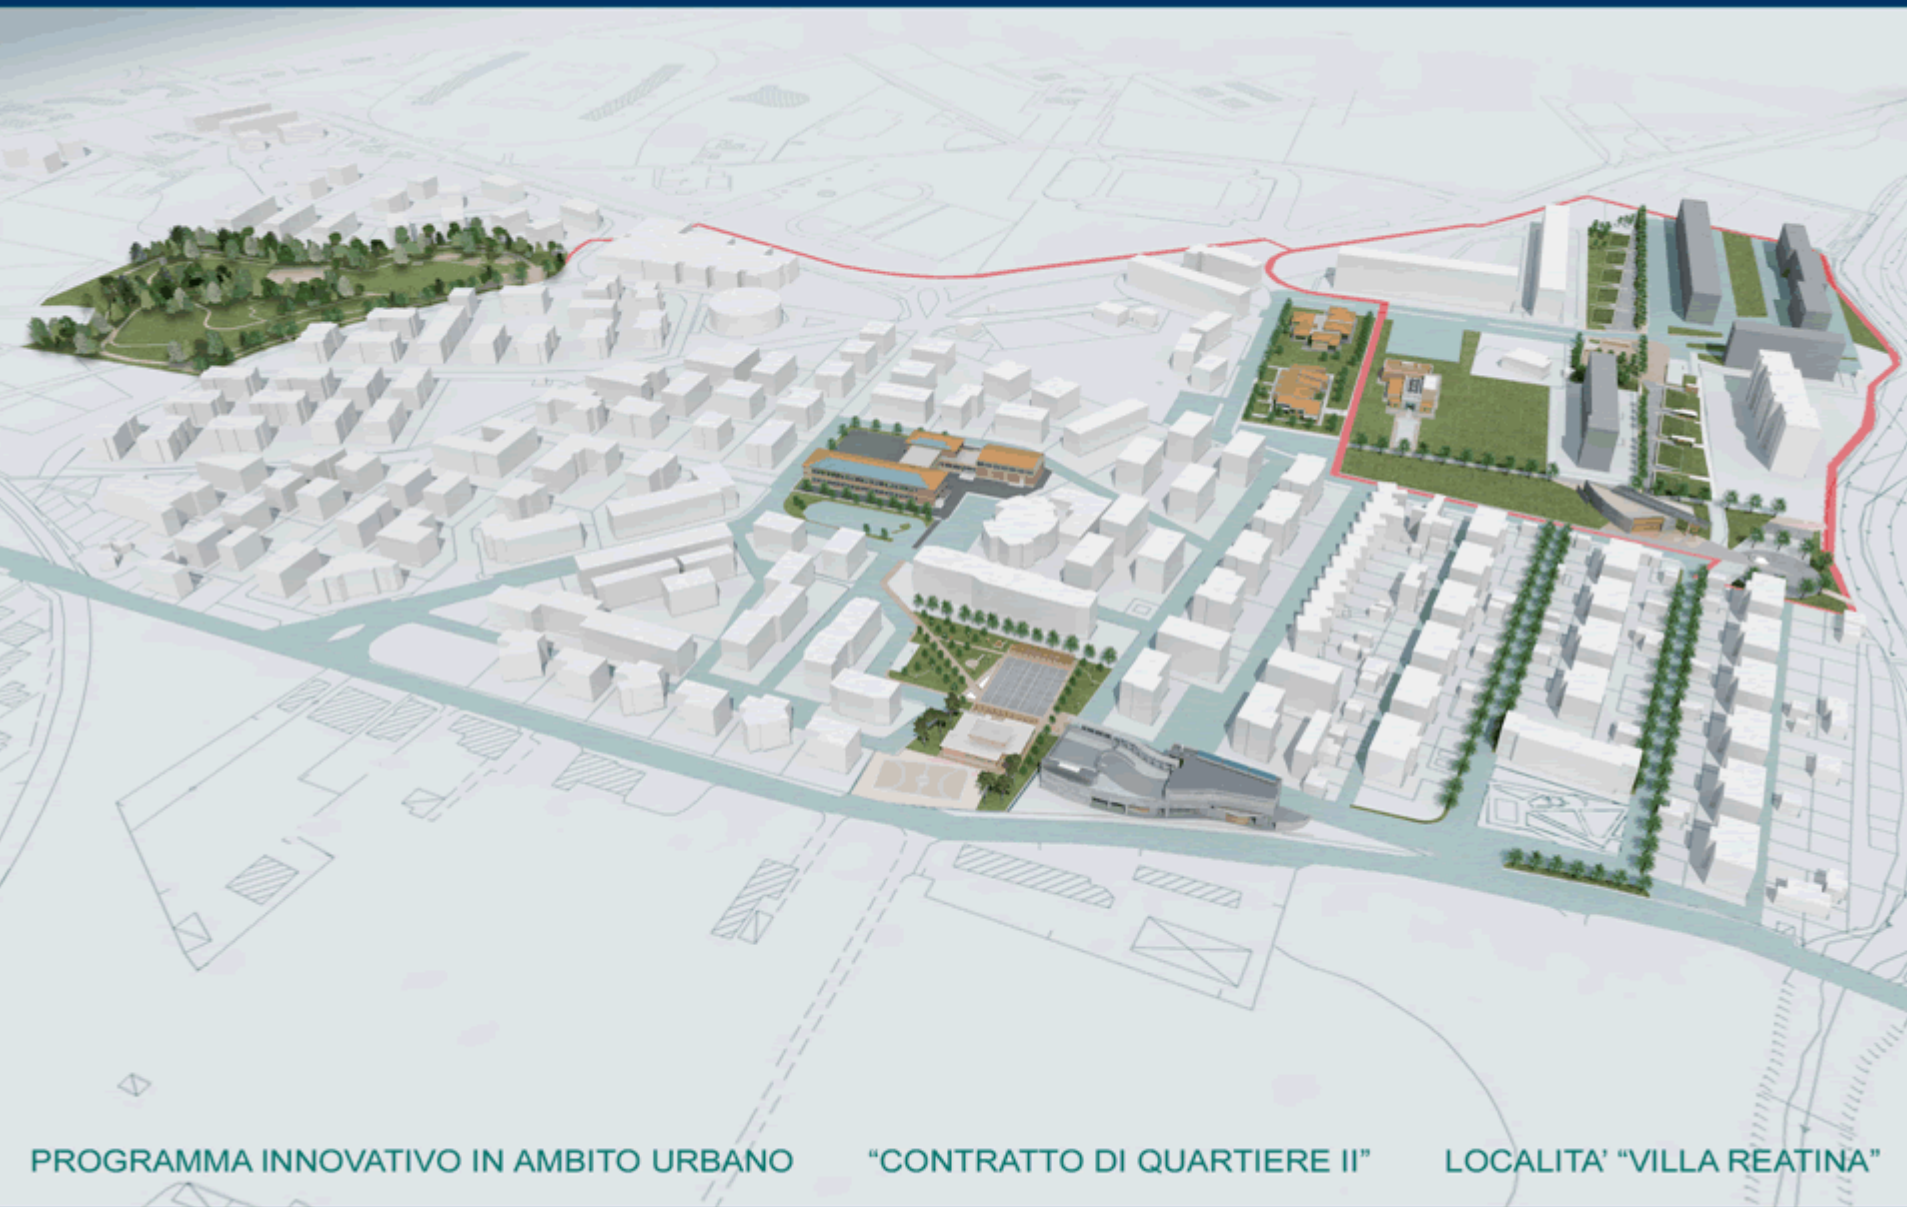 PROGRAMMA INNOVATIVO IN AMBITO URBANO “CONTRATTO DI QUARTIERE II” LOCALITA’ “VILLA REATINA”